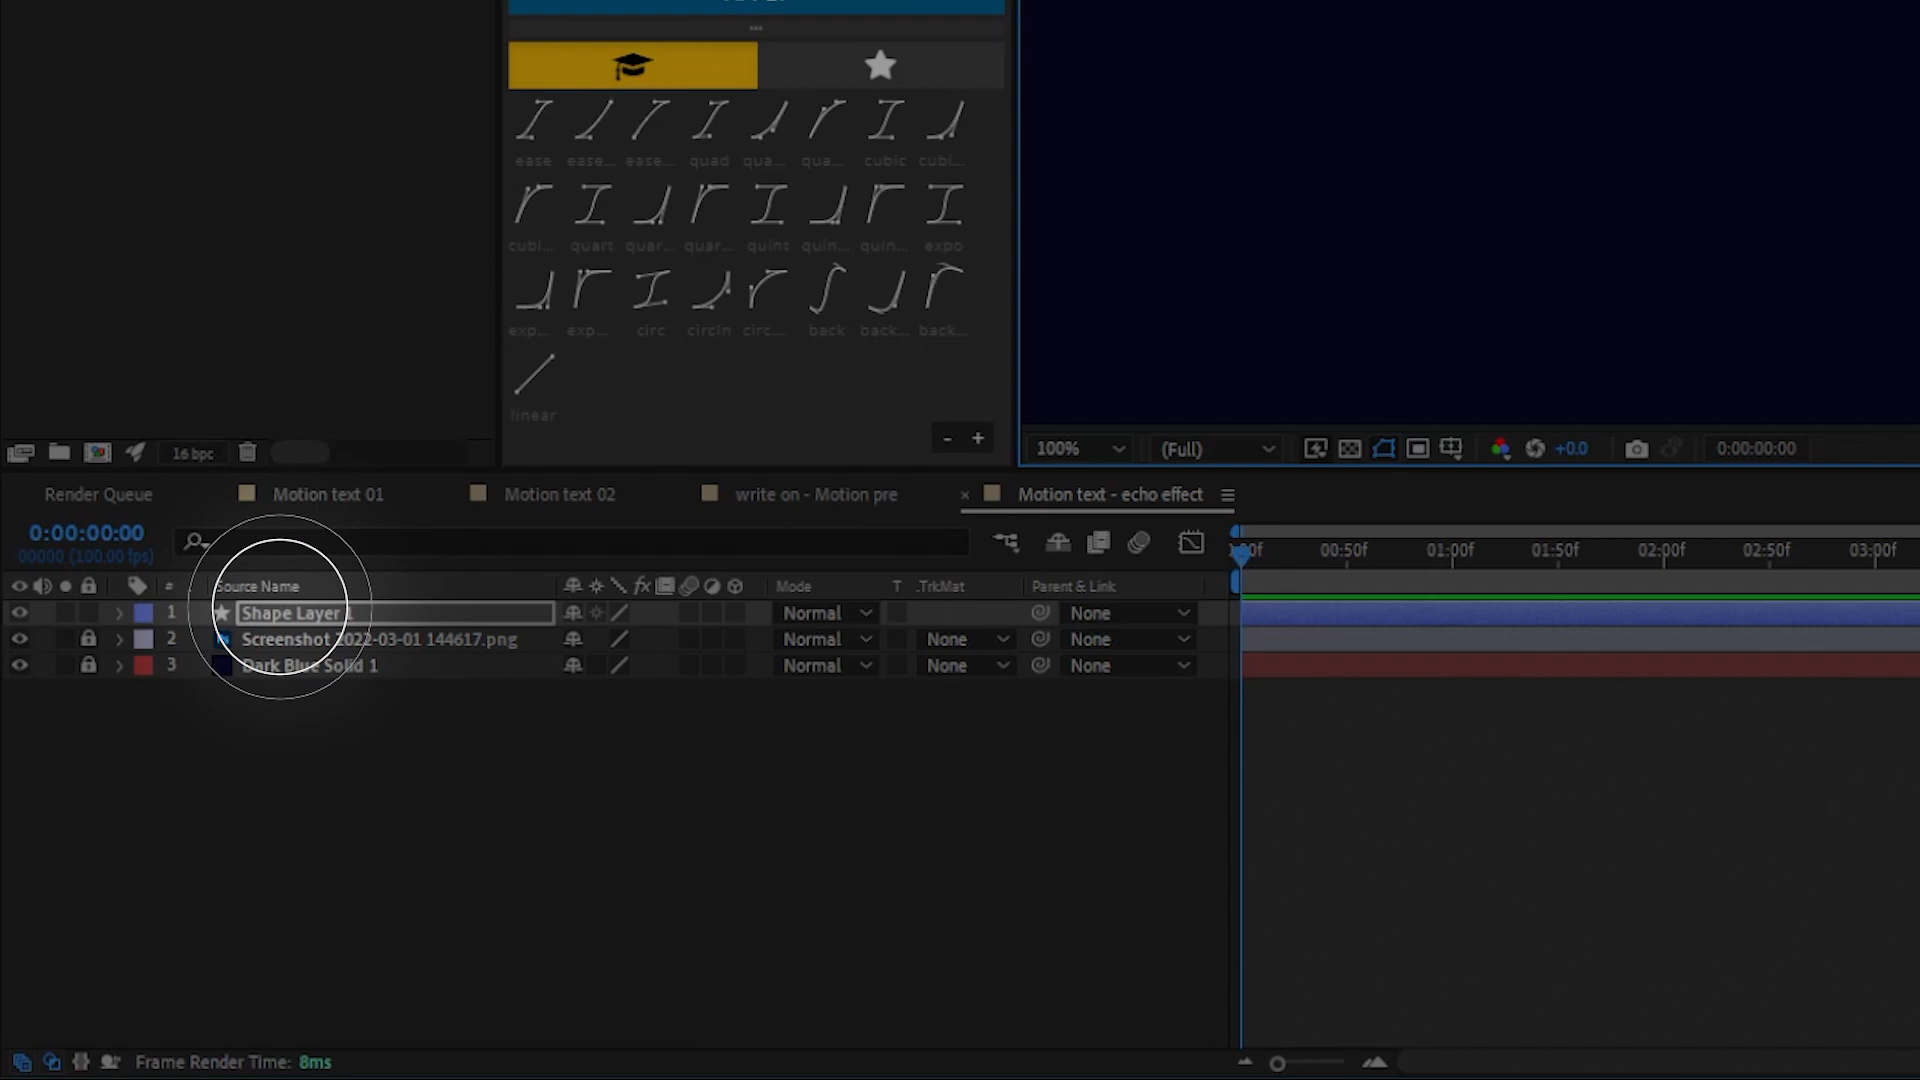 ease ease... ease... quad qua... qua... cubic cubi...
cubi... quart quar... quar... quint quin... quin... expo
exp... exp... circ circIn circ... back back... back...
linear
- +
16 bpc
100% (Full) +0.0 0:00:00:00
Render Queue Motion text 01 Motion text 02 write on - Motion pre × Motion text - echo effect
0:00:00:00
00000 (100.00 fps)
00:50f 01:00f 01:50f 02:00f 02:50f 03:00f
# Source Name fx Mode T .TrkMat Parent & Link
1 Shape Layer 1 Normal None
2 Screenshot 2022-03-01 144617.png Normal None None
3 Dark Blue Solid 1 Normal None None
Frame Render Time: 8ms